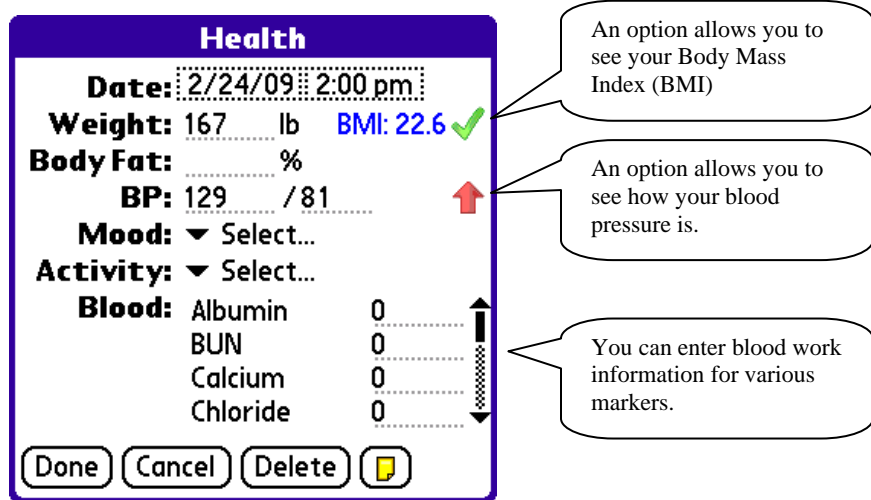 Health
Date: 2/24/09 2:00 pm
Weight: 167 lb BMI: 22.6
Body Fat: %
BP: 129 / 81
Mood: Select...
Activity: Select...
Blood: Albumin 0
BUN 0
Calcium 0
Chloride 0
Done Cancel Delete
An option allows you to
see your Body Mass
Index (BMI)
An option allows you to
see how your blood
pressure is.
You can enter blood work
information for various
markers.